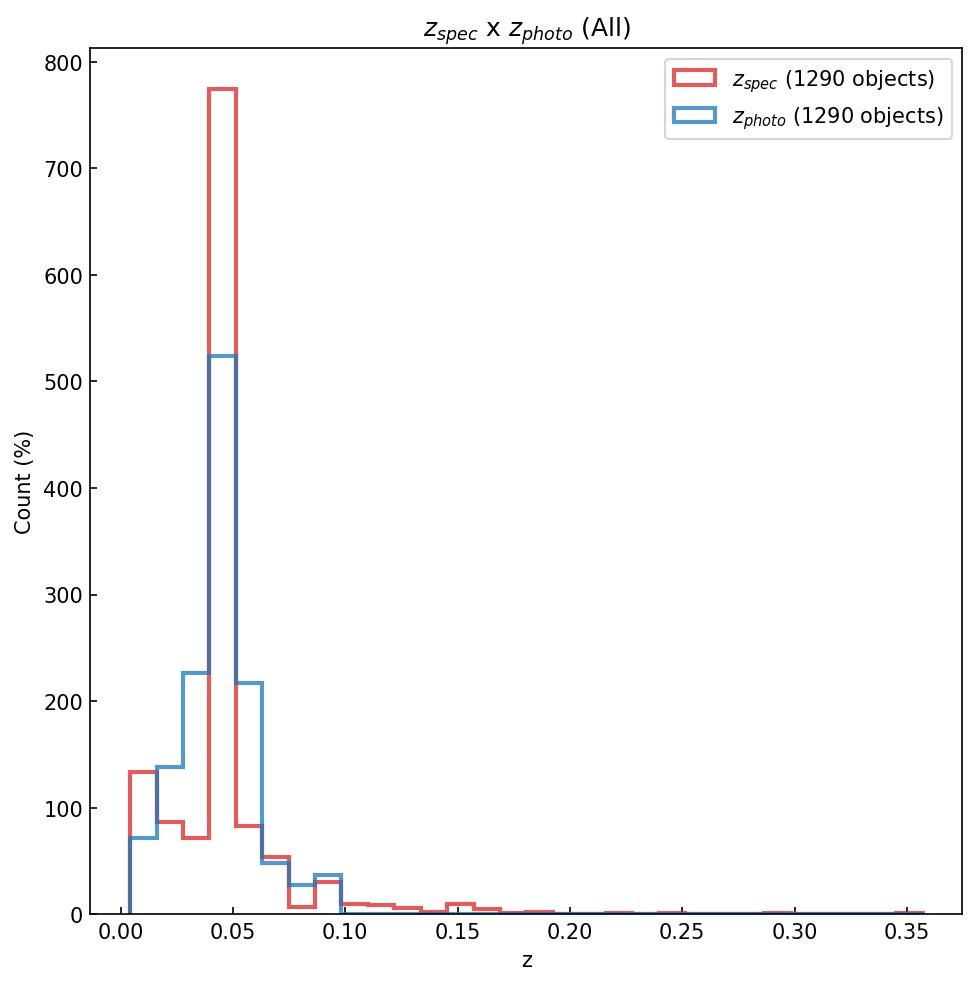 z_spec x z_photo (All)
z_spec (1290 objects)
z_photo (1290 objects)
Count (%)
800
700
600
500
400
300
200
100
0
0.00 0.05 0.10 0.15 0.20 0.25 0.30 0.35
z